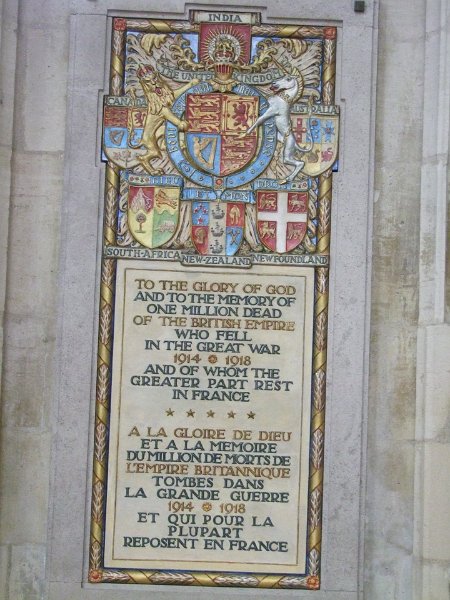 INDIA
THE UNITED KINGDOM
CANADA
AUSTRALIA
SOUTH·AFRICA
NEW·ZEALAND
NEWFOUNDLAND
TO THE GLORY OF GOD
AND TO THE MEMORY OF
ONE MILLION DEAD
OF THE BRITISH EMPIRE
WHO FELL
IN THE GREAT WAR
1914 1918
AND OF WHOM THE
GREATER PART REST
IN FRANCE
A LA GLOIRE DE DIEU
ET A LA MEMOIRE
DU MILLION DE MORTS DE
L'EMPIRE BRITANNIQUE
TOMBES DANS
LA GRANDE GUERRE
1914 1918
ET QUI POUR LA
PLUPART
REPOSENT EN FRANCE